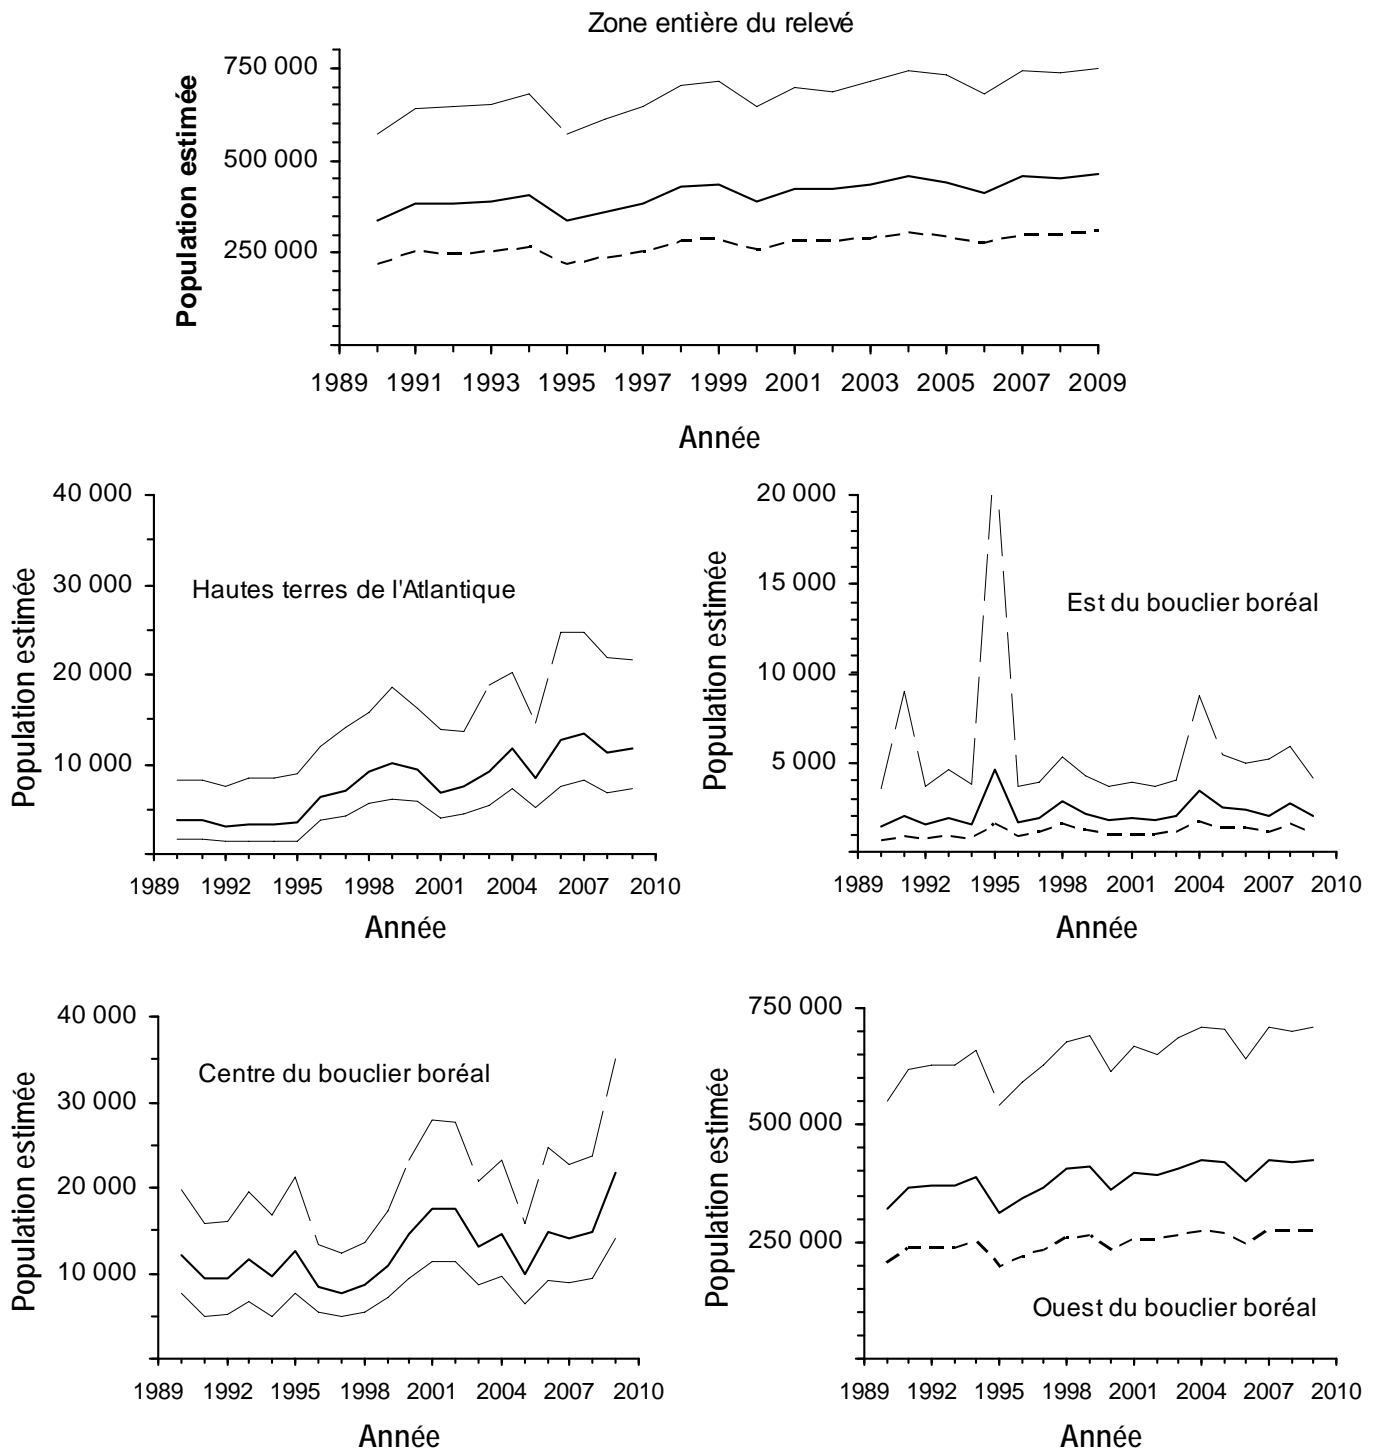 Zone entière du relevé
Population estimée
750 000
500 000
250 000
1989 1991 1993 1995 1997 1999 2001 2003 2005 2007 2009
Année
Population estimée
40 000
30 000
20 000
10 000
Hautes terres de l'Atlantique
1989 1992 1995 1998 2001 2004 2007 2010
Année
Population estimée
20 000
15 000
10 000
5 000
Est du bouclier boréal
1989 1992 1995 1998 2001 2004 2007 2010
Année
Population estimée
40 000
30 000
20 000
10 000
Centre du bouclier boréal
1989 1992 1995 1998 2001 2004 2007 2010
Année
Population estimée
750 000
500 000
250 000
Ouest du bouclier boréal
1989 1992 1995 1998 2001 2004 2007 2010
Année